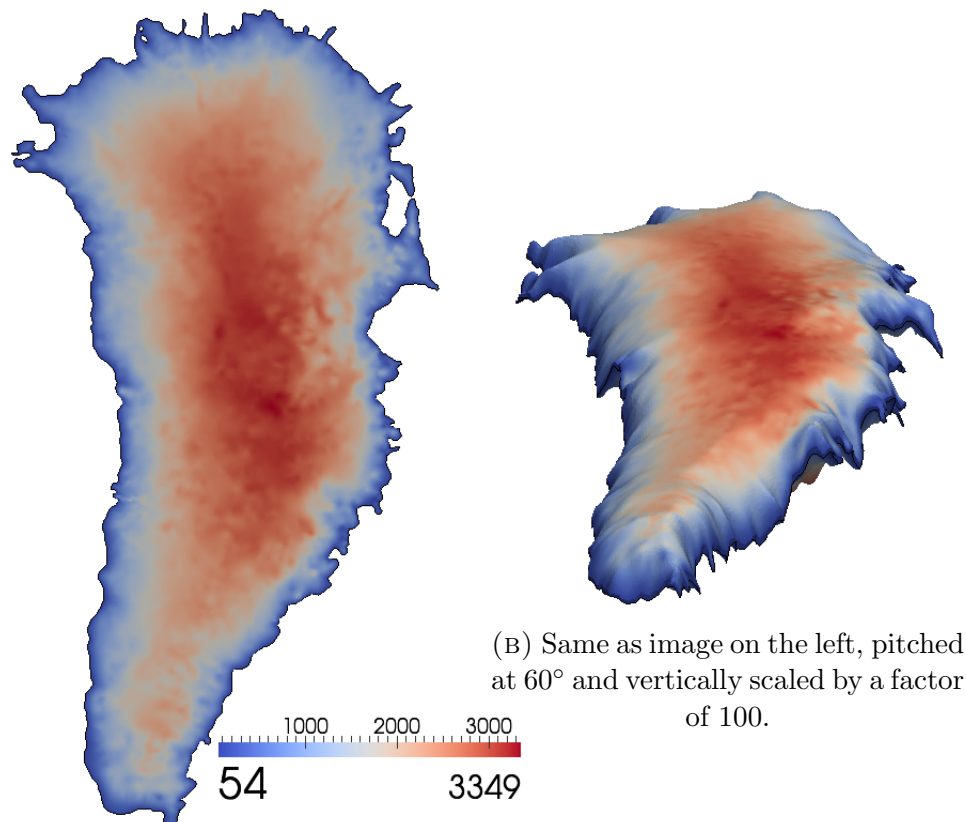 (B) Same as image on the left, pitched
at 60° and vertically scaled by a factor
of 100.
1000 2000 3000
54 3349